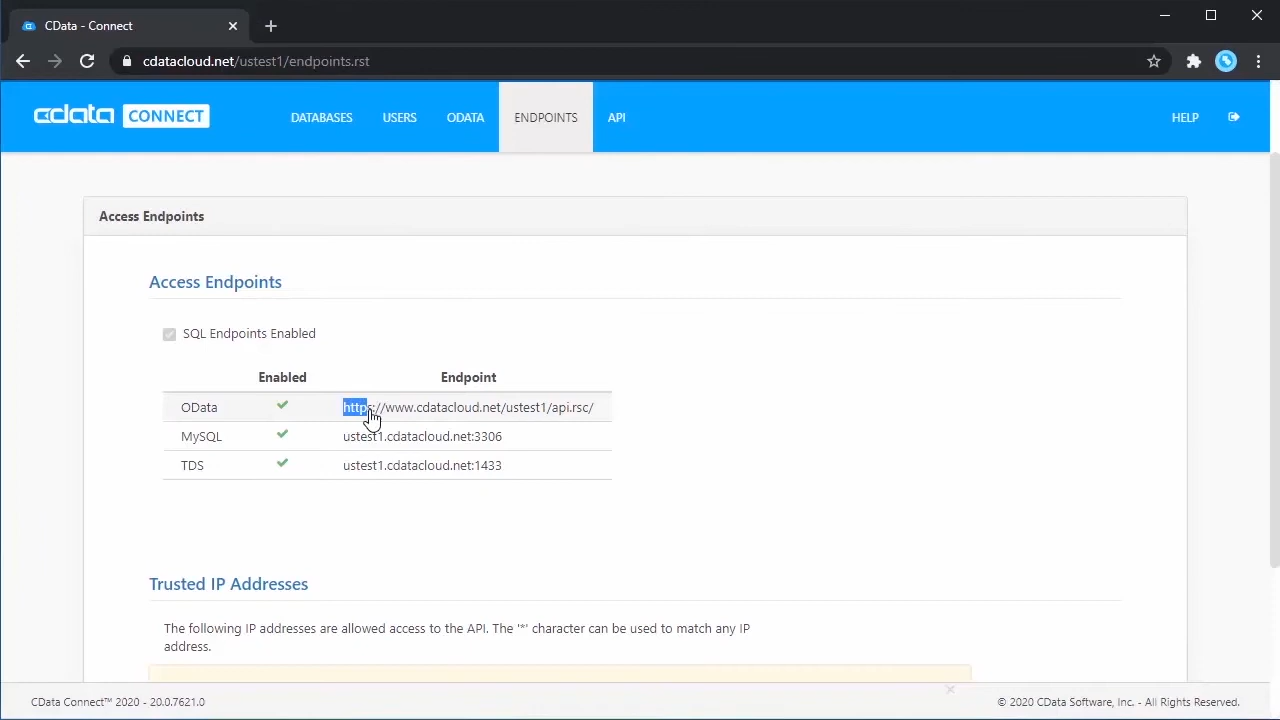 CData - Connect
cdatacloud.net/ustest1/endpoints.rst
cdata CONNECT
DATABASES
USERS
ODATA
ENDPOINTS
API
HELP
Access Endpoints
Access Endpoints
SQL Endpoints Enabled
Enabled Endpoint
OData https://www.cdatacloud.net/ustest1/api.rsc/
MySQL ustest1.cdatacloud.net:3306
TDS ustest1.cdatacloud.net:1433
Trusted IP Addresses
The following IP addresses are allowed access to the API. The '*' character can be used to match any IP
address.
CData Connect™ 2020 - 20.0.7621.0
© 2020 CData Software, Inc. - All Rights Reserved.